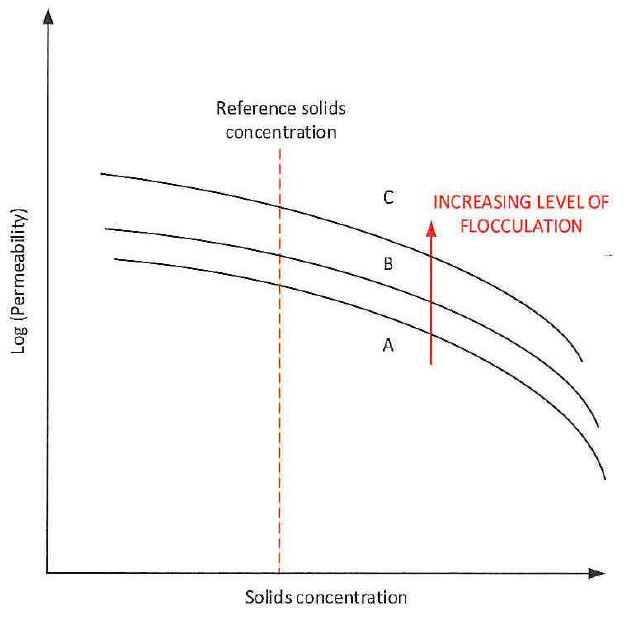 Reference solids
concentration
C
INCREASING LEVEL OF
FLOCCULATION
B
A
Log (Permeability)
Solids concentration